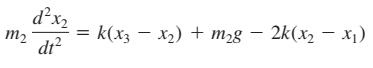 m₂ d²x₂/dt² = k(x₃ − x₂) + m₂g − 2k(x₂ − x₁)